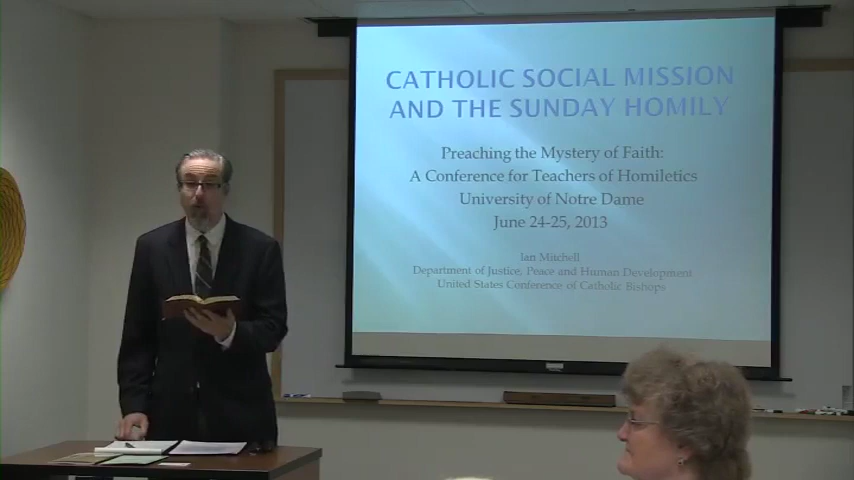 CATHOLIC SOCIAL MISSION
AND THE SUNDAY HOMILY
Preaching the Mystery of Faith:
A Conference for Teachers of Homiletics
University of Notre Dame
June 24-25, 2013
Ian Mitchell
Department of Justice, Peace and Human Development
United States Conference of Catholic Bishops